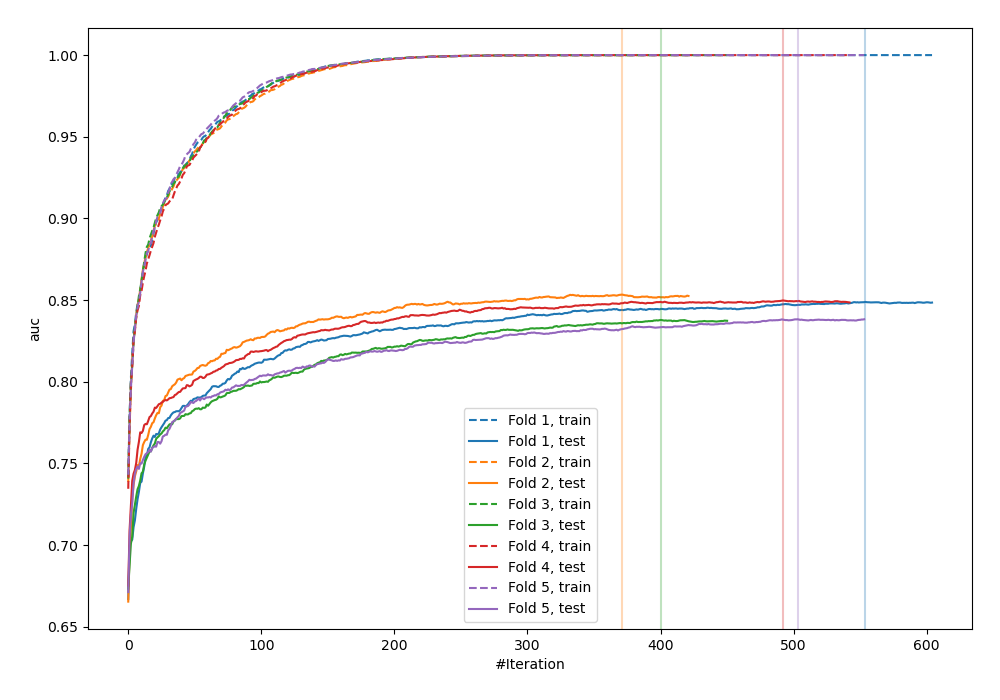 1.00
0.95
0.90
0.85
0.80
0.75
0.70
0.65
auc
Fold 1, train
Fold 1, test
Fold 2, train
Fold 2, test
Fold 3, train
Fold 3, test
Fold 4, train
Fold 4, test
Fold 5, train
Fold 5, test
0 100 200 300 400 500 600
#Iteration